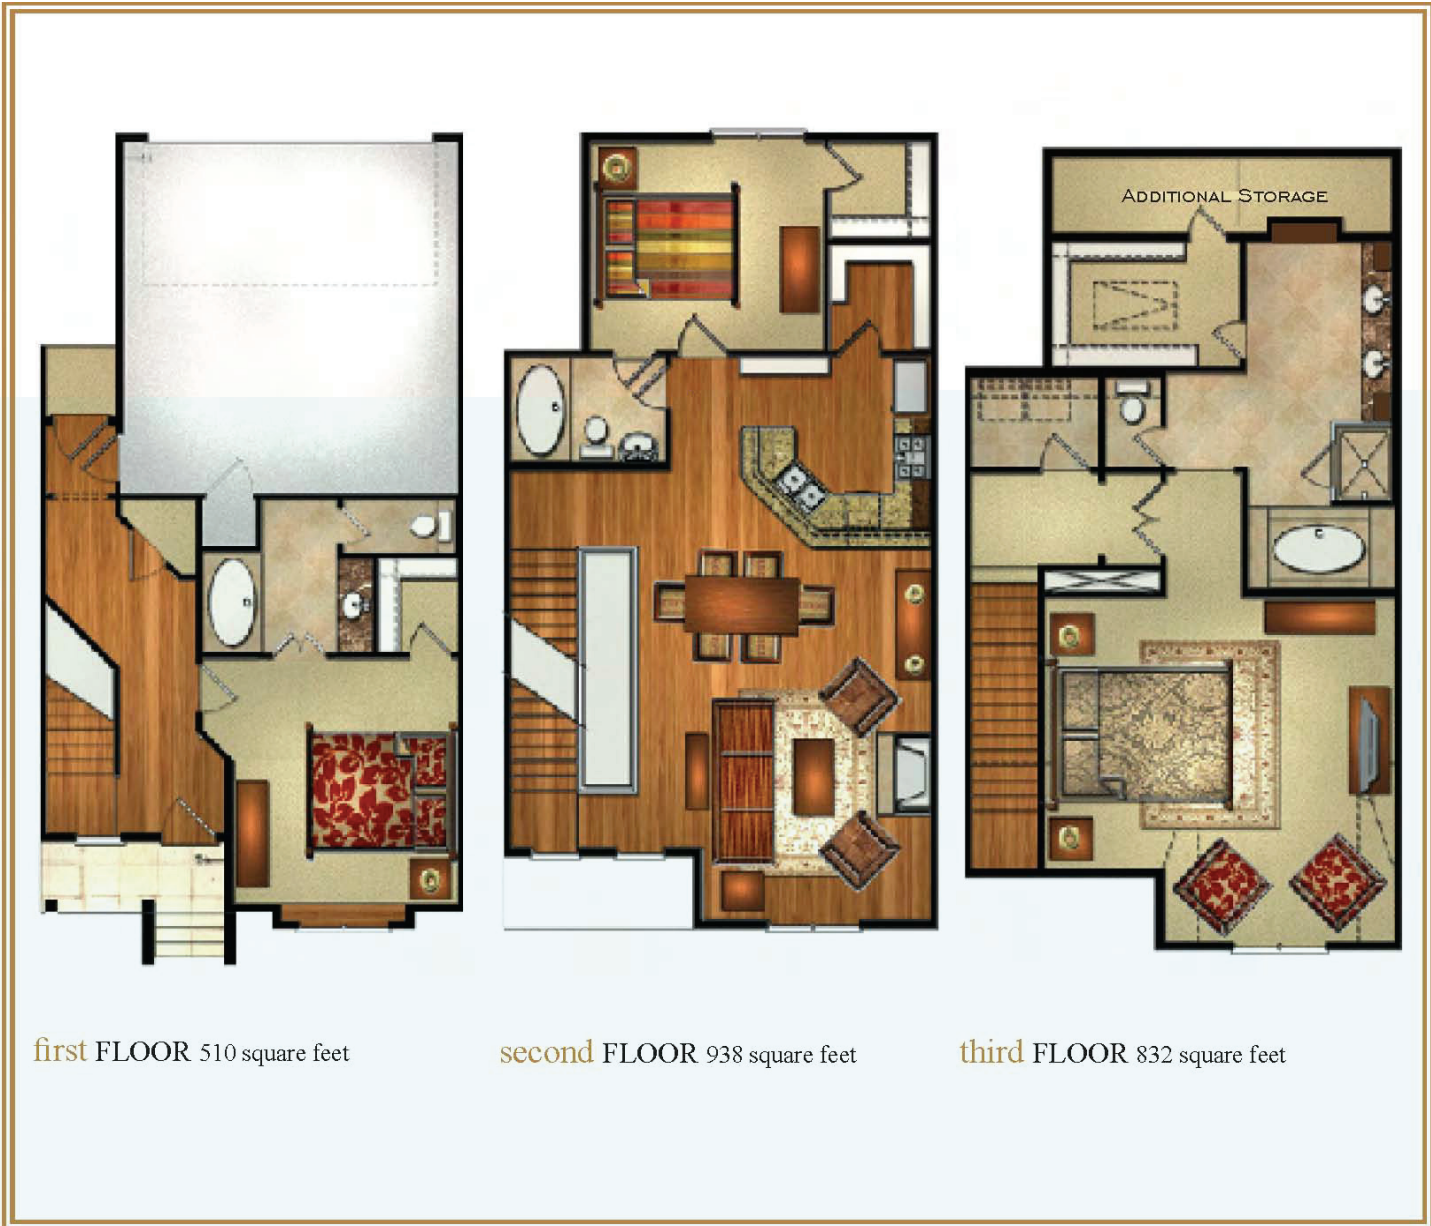 ADDITIONAL STORAGE
first FLOOR 510 square feet
second FLOOR 938 square feet
third FLOOR 832 square feet